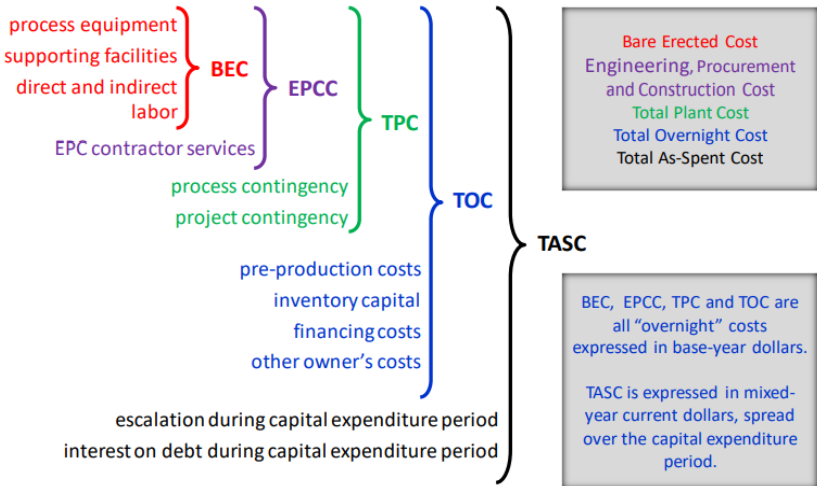 process equipment
supporting facilities
direct and indirect
labor
BEC
EPC contractor services
EPCC
process contingency
project contingency
TPC
pre-production costs
inventory capital
financing costs
other owner's costs
TOC
escalation during capital expenditure period
interest on debt during capital expenditure period
TASC
Bare Erected Cost
Engineering, Procurement
and Construction Cost
Total Plant Cost
Total Overnight Cost
Total As-Spent Cost
BEC, EPCC, TPC and TOC are
all “overnight” costs
expressed in base-year dollars.
TASC is expressed in mixed-
year current dollars, spread
over the capital expenditure
period.